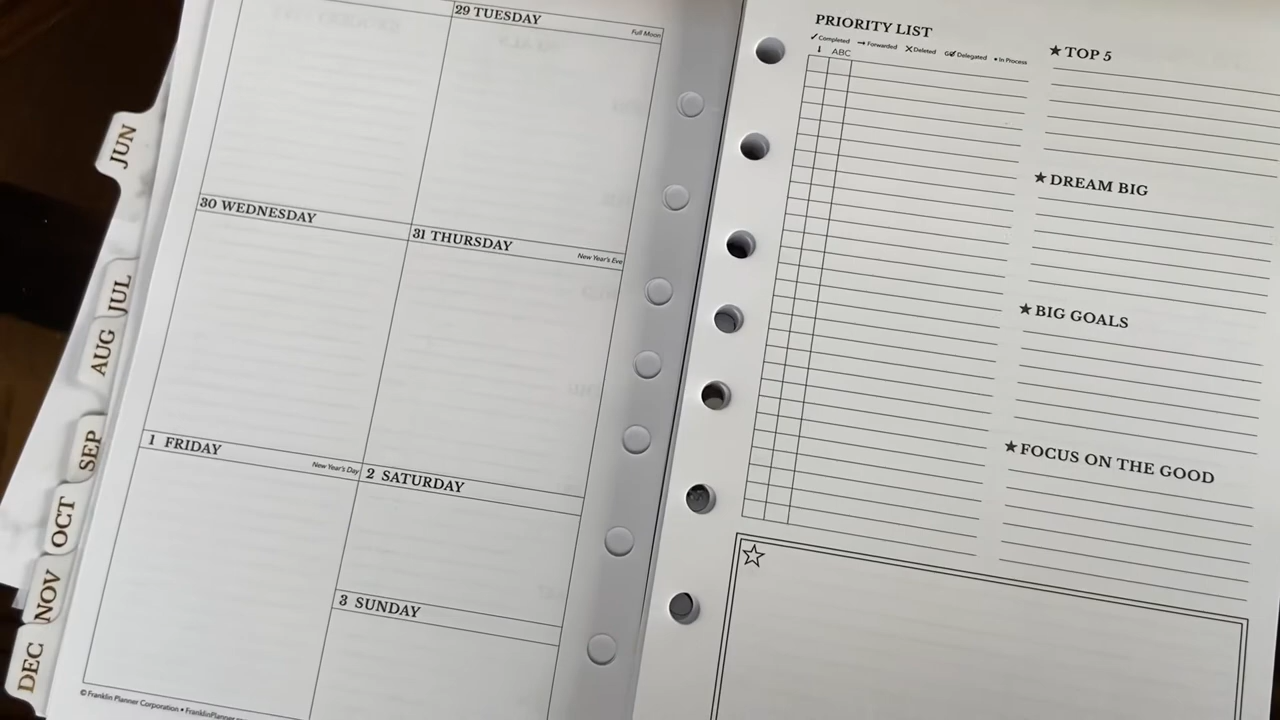 29 TUESDAY
Full Moon
30 WEDNESDAY
31 THURSDAY
New Year's Eve
1 FRIDAY
New Year's Day
2 SATURDAY
3 SUNDAY
© Franklin Planner Corporation • FranklinPlanner
JUN
JUL
AUG
SEP
OCT
NOV
DEC
PRIORITY LIST
✓ Completed → Forwarded X Deleted G Delegated • In Process
↓ ABC
★ TOP 5
★ DREAM BIG
★ BIG GOALS
★ FOCUS ON THE GOOD